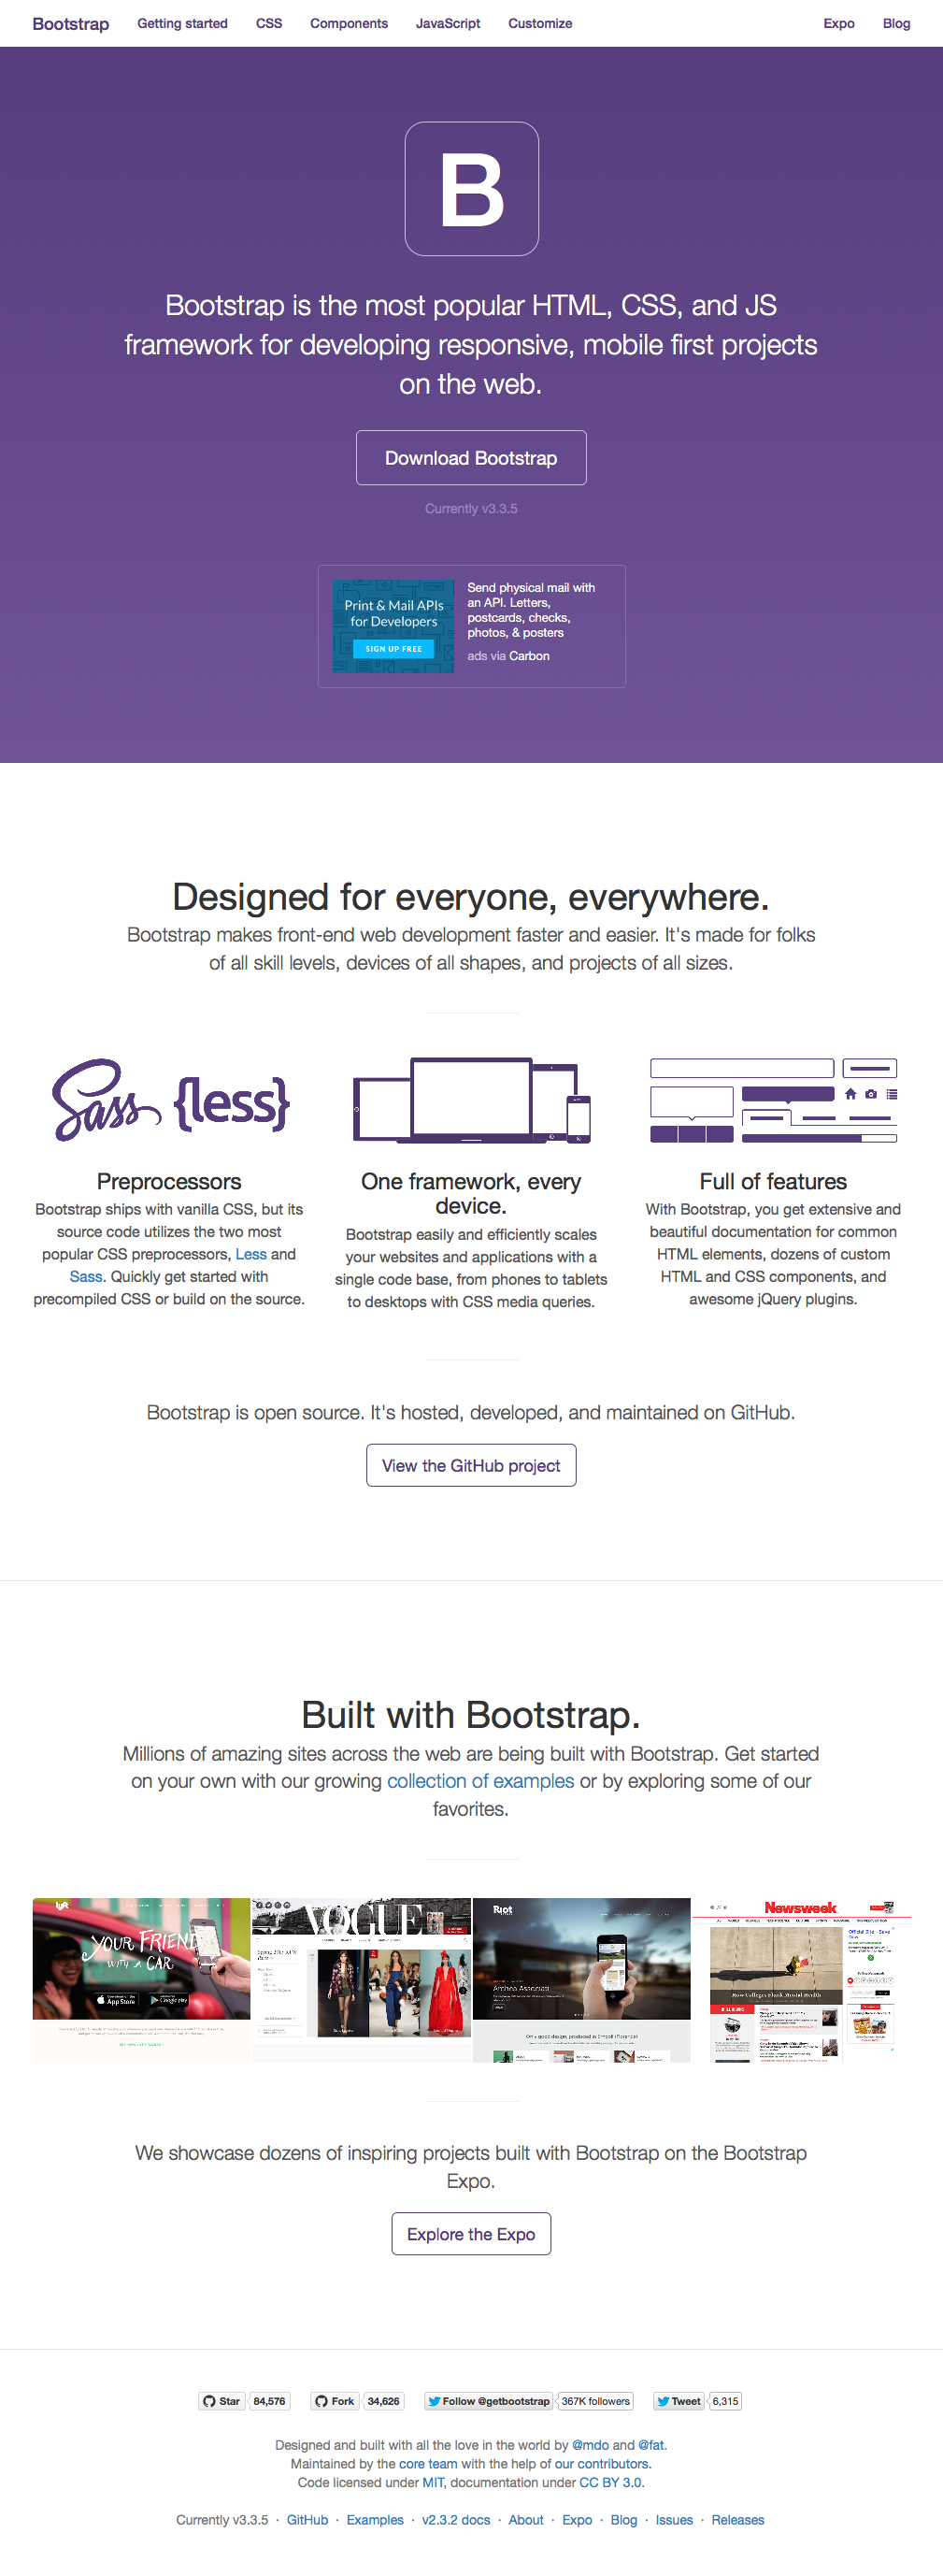 Bootstrap Getting started CSS Components JavaScript Customize Expo Blog
B
Bootstrap is the most popular HTML, CSS, and JS
framework for developing responsive, mobile first projects
on the web.
Download Bootstrap
Currently v3.3.5
Print & Mail APIs
for Developers
SIGN UP FREE
Send physical mail with
an API. Letters,
postcards, checks,
photos, & posters
ads via Carbon
Designed for everyone, everywhere.
Bootstrap makes front-end web development faster and easier. It's made for folks
of all skill levels, devices of all shapes, and projects of all sizes.
Sass {less}
Preprocessors
Bootstrap ships with vanilla CSS, but its
source code utilizes the two most
popular CSS preprocessors, Less and
Sass. Quickly get started with
precompiled CSS or build on the source.
One framework, every
device.
Bootstrap easily and efficiently scales
your websites and applications with a
single code base, from phones to tablets
to desktops with CSS media queries.
Full of features
With Bootstrap, you get extensive and
beautiful documentation for common
HTML elements, dozens of custom
HTML and CSS components, and
awesome jQuery plugins.
Bootstrap is open source. It's hosted, developed, and maintained on GitHub.
View the GitHub project
Built with Bootstrap.
Millions of amazing sites across the web are being built with Bootstrap. Get started
on your own with our growing collection of examples or by exploring some of our
favorites.
lyft
YOUR FRIEND
WITH A CAR
App Store Google play
VOGUE
Riot
Newsweek
We showcase dozens of inspiring projects built with Bootstrap on the Bootstrap
Expo.
Explore the Expo
Star 84,576 Fork 34,626 Follow @getbootstrap 367K followers Tweet 6,315
Designed and built with all the love in the world by @mdo and @fat.
Maintained by the core team with the help of our contributors.
Code licensed under MIT, documentation under CC BY 3.0.
Currently v3.3.5 · GitHub · Examples · v2.3.2 docs · About · Expo · Blog · Issues · Releases